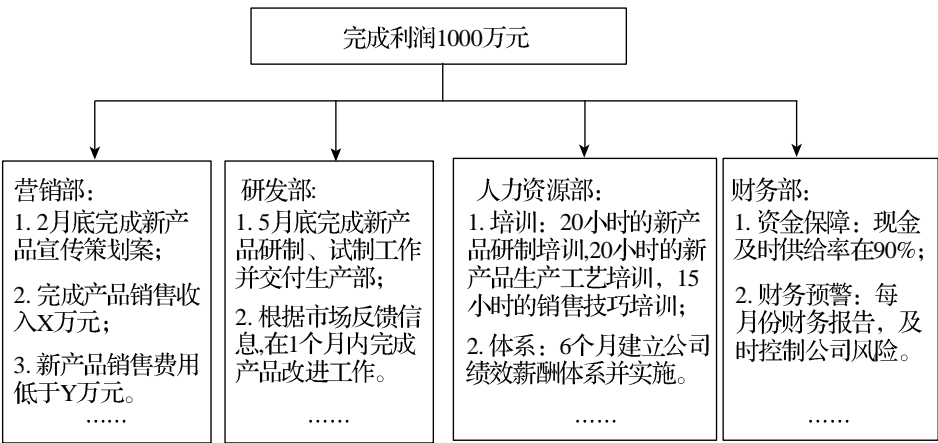 完成利润1000万元
营销部：
1. 2月底完成新产
品宣传策划案；
2. 完成产品销售收
入X万元；
3. 新产品销售费用
低于Y万元。
……
研发部:
1. 5月底完成新产
品研制、试制工作
并交付生产部；
2. 根据市场反馈信
息,在1个月内完成
产品改进工作。
……
人力资源部：
1. 培训：20小时的新产
品研制培训,20小时的新
产品生产工艺培训，15
小时的销售技巧培训；
2. 体系：6个月建立公司
绩效薪酬体系并实施。
……
财务部：
1. 资金保障：现金
及时供给率在90%；
2. 财务预警：每
月份财务报告，及
时控制公司风险。
……